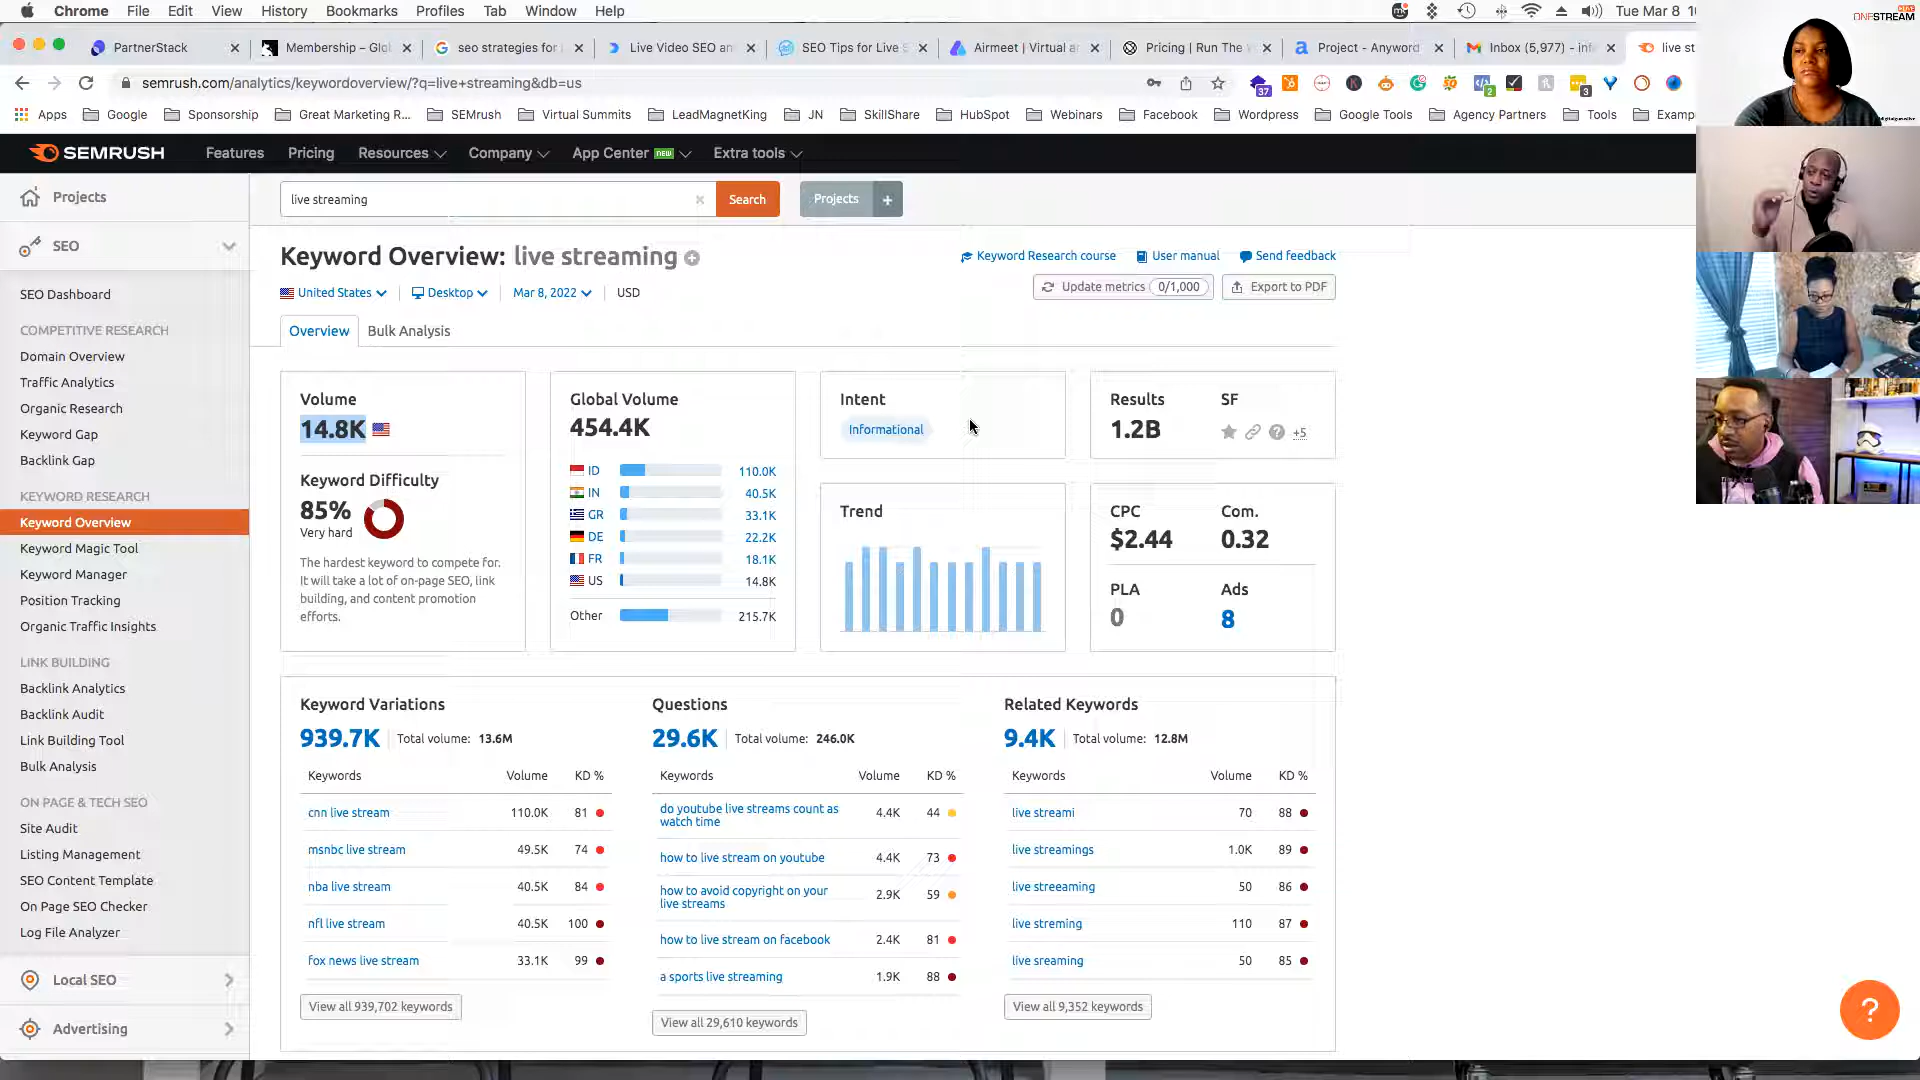 Chrome File Edit View History Bookmarks Profiles Tab Window Help
Tue Mar 8
ONESTREAM
PartnerStack
Membership – Glo
seo strategies for
Live Video SEO an
SEO Tips for Live S
Airmeet | Virtual a
Pricing | Run The
Project - Anyword
Inbox (5,977) - inf
live st
semrush.com/analytics/keywordoverview/?q=live+streaming&db=us
37
2
3
Apps Google Sponsorship Great Marketing R... SEMrush Virtual Summits LeadMagnetKing JN SkillShare HubSpot Webinars Facebook Wordpress Google Tools Agency Partners Tools Examp
SEMRUSH Features Pricing Resources Company App Center NEW Extra tools
Projects
SEO
SEO Dashboard
COMPETITIVE RESEARCH
Domain Overview
Traffic Analytics
Organic Research
Keyword Gap
Backlink Gap
KEYWORD RESEARCH
Keyword Overview
Keyword Magic Tool
Keyword Manager
Position Tracking
Organic Traffic Insights
LINK BUILDING
Backlink Analytics
Backlink Audit
Link Building Tool
Bulk Analysis
ON PAGE & TECH SEO
Site Audit
Listing Management
SEO Content Template
On Page SEO Checker
Log File Analyzer
Local SEO
Advertising
live streaming
Search
Projects +
Keyword Overview: live streaming
Keyword Research course User manual Send feedback
United States Desktop Mar 8, 2022 USD
Update metrics 0/1,000 Export to PDF
Overview Bulk Analysis
Volume
14.8K
Keyword Difficulty
85%
Very hard
The hardest keyword to compete for.
It will take a lot of on-page SEO, link
building, and content promotion
efforts.
Global Volume
454.4K
ID 110.0K
IN 40.5K
GR 33.1K
DE 22.2K
FR 18.1K
US 14.8K
Other 215.7K
Intent
Informational
Trend
Results SF
1.2B +5
CPC Com.
$2.44 0.32
PLA Ads
0 8
Keyword Variations
939.7K Total volume: 13.6M
Keywords Volume KD %
cnn live stream 110.0K 81
msnbc live stream 49.5K 74
nba live stream 40.5K 84
nfl live stream 40.5K 100
fox news live stream 33.1K 99
View all 939,702 keywords
Questions
29.6K Total volume: 246.0K
Keywords Volume KD %
do youtube live streams count as
watch time 4.4K 44
how to live stream on youtube 4.4K 73
how to avoid copyright on your
live streams 2.9K 59
how to live stream on facebook 2.4K 81
a sports live streaming 1.9K 88
View all 29,610 keywords
Related Keywords
9.4K Total volume: 12.8M
Keywords Volume KD %
live streami 70 88
live streamings 1.0K 89
live streeaming 50 86
live streming 110 87
live sreaming 50 85
View all 9,352 keywords
?